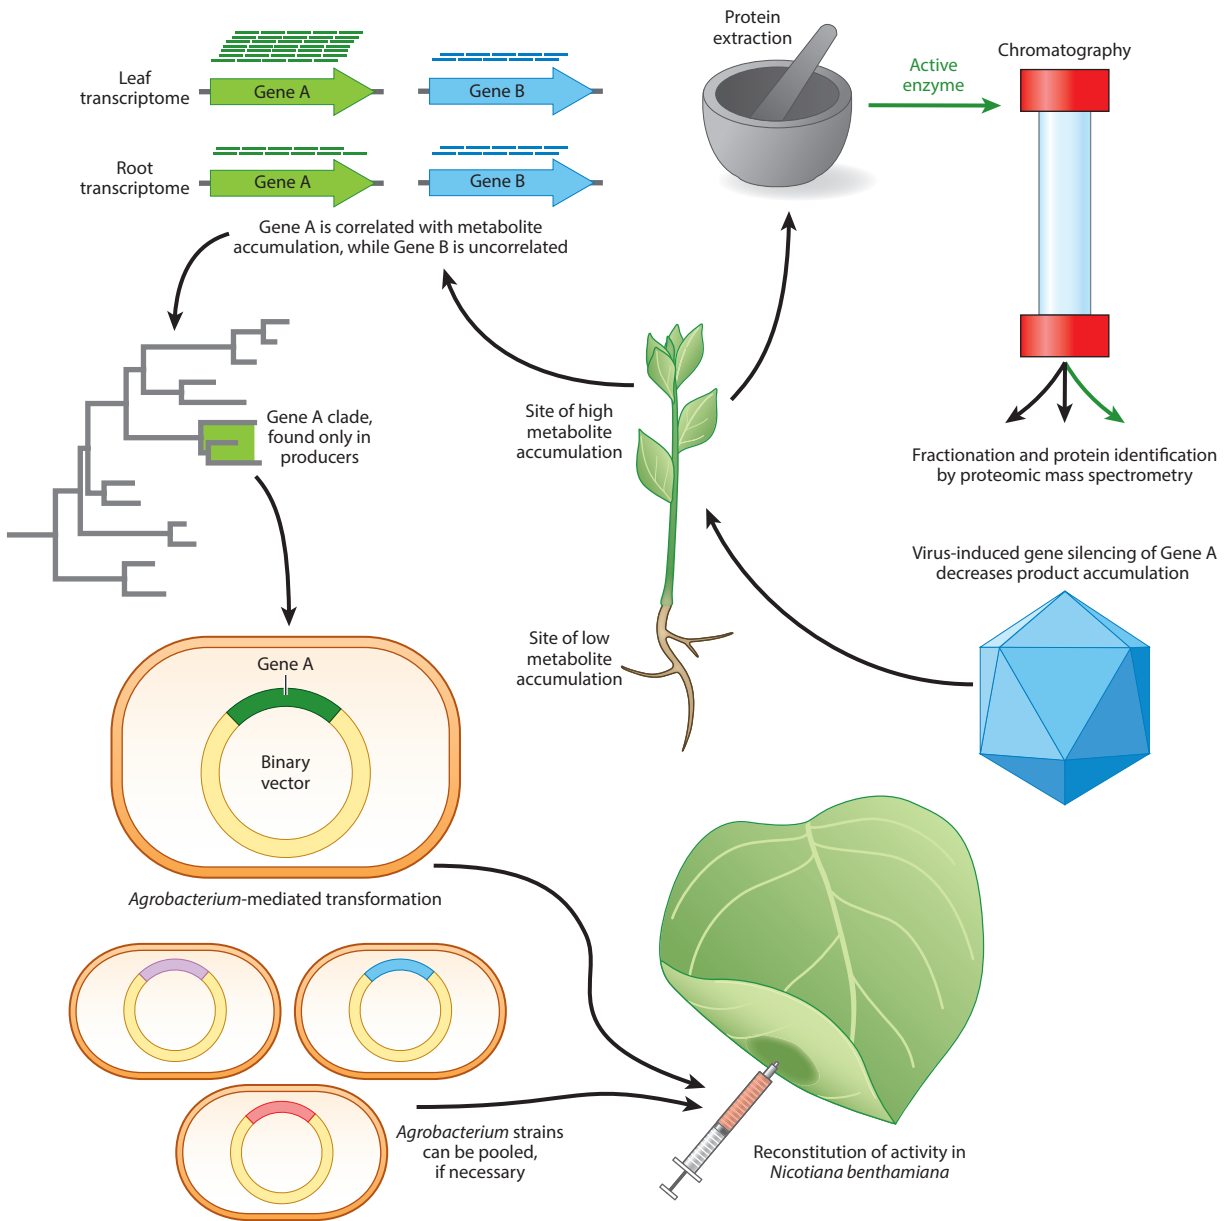 Leaf
transcriptome
Gene A
Gene B
Root
transcriptome
Gene A
Gene B
Gene A is correlated with metabolite
accumulation, while Gene B is uncorrelated
Protein
extraction
Active
enzyme
Chromatography
Fractionation and protein identification
by proteomic mass spectrometry
Gene A clade,
found only in
producers
Site of high
metabolite
accumulation
Site of low
metabolite
accumulation
Virus-induced gene silencing of Gene A
decreases product accumulation
Gene A
Binary
vector
Agrobacterium-mediated transformation
Agrobacterium strains
can be pooled,
if necessary
Reconstitution of activity in
Nicotiana benthamiana